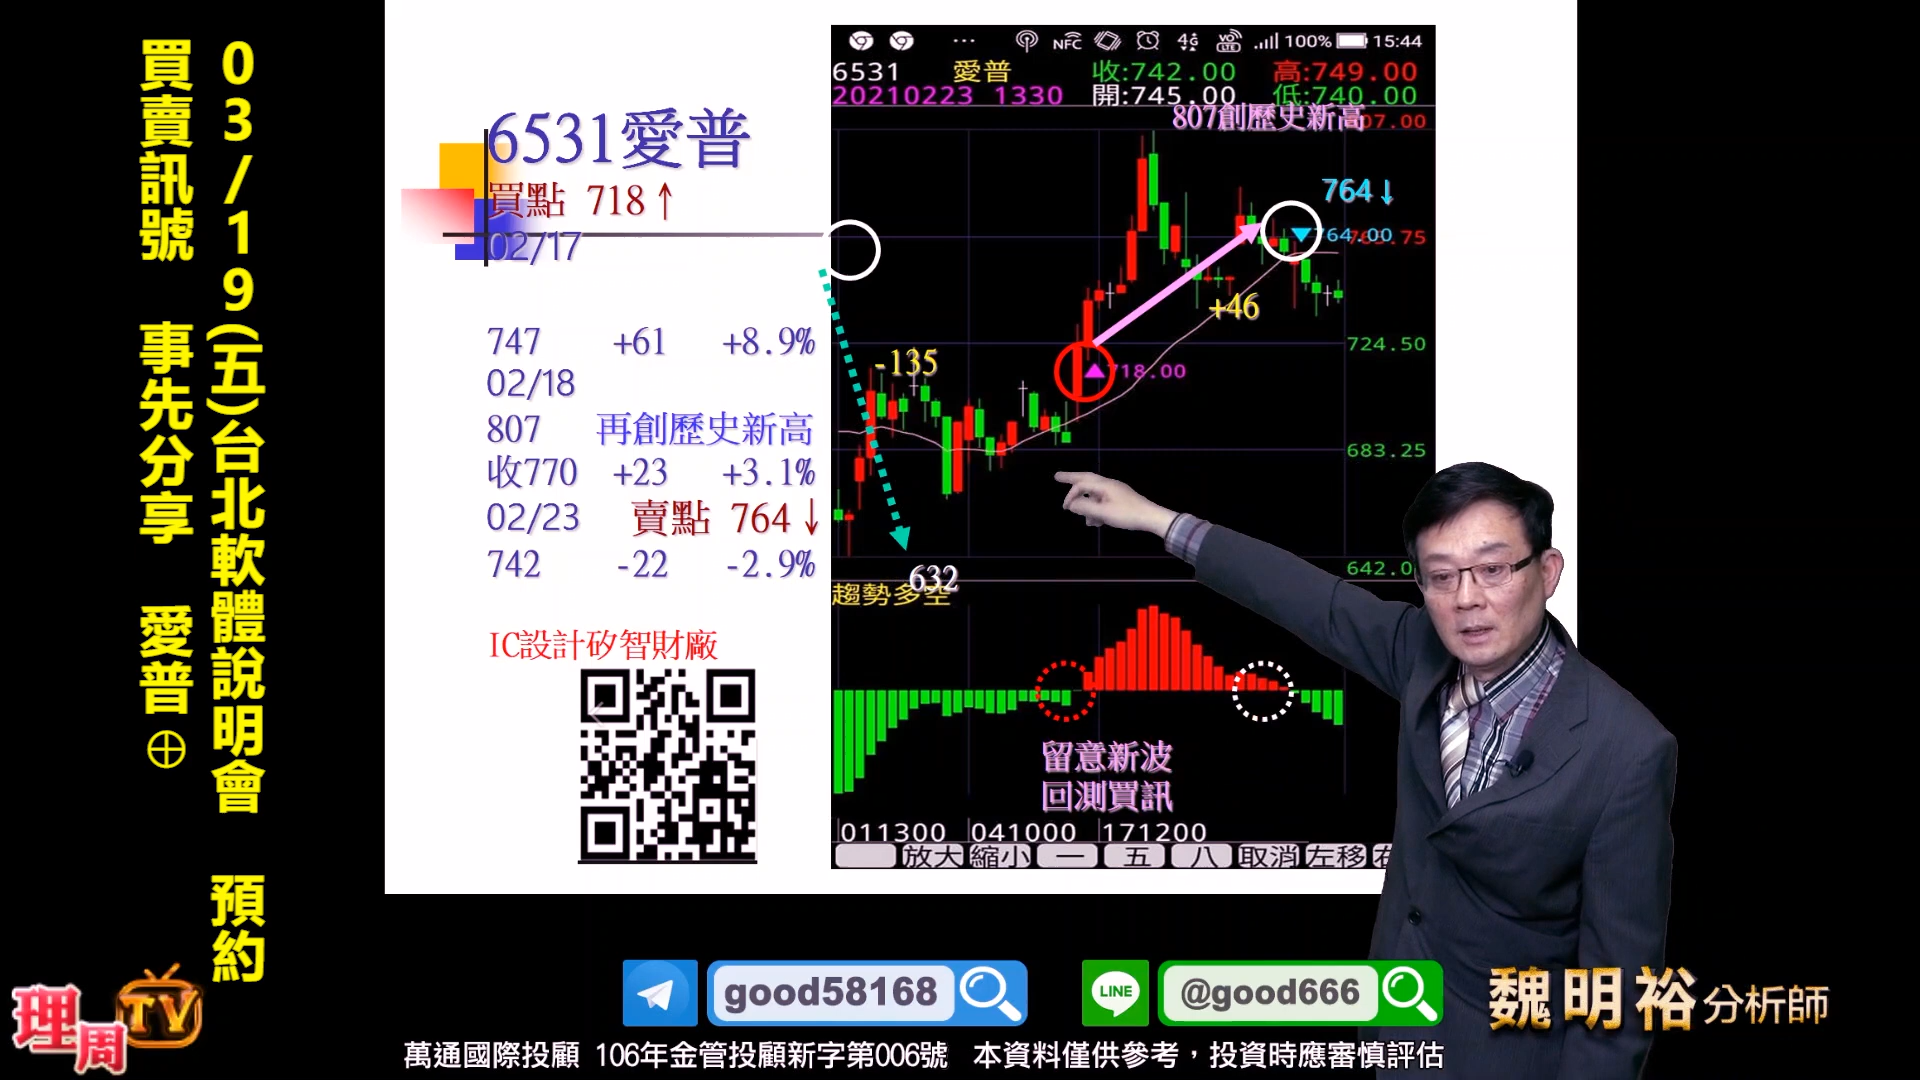 03/19(五)台北軟體說明會 預約
買賣訊號 事先分享 愛普⊕
6531愛普
買點 718↑
02/17
747 +61 +8.9%
02/18
807 再創歷史新高
收770 +23 +3.1%
02/23 賣點 764↓
742 -22 -2.9%
IC設計矽智財廠
NFC 4G VO LTE 100% 15:44
6531 愛普 收:742.00 高:749.00
20210223 1330 開:745.00 低:740.00
807創歷史新高
764↓
764.00
+46
-135
718.00
724.50
683.25
632
趨勢多空
留意新波
回測買訊
011300 041000 171200
放大 縮小 一 五 八 取消 左移
good58168
LINE @good666
魏明裕分析師
理周TV
萬通國際投顧 106年金管投顧新字第006號 本資料僅供參考，投資時應審慎評估